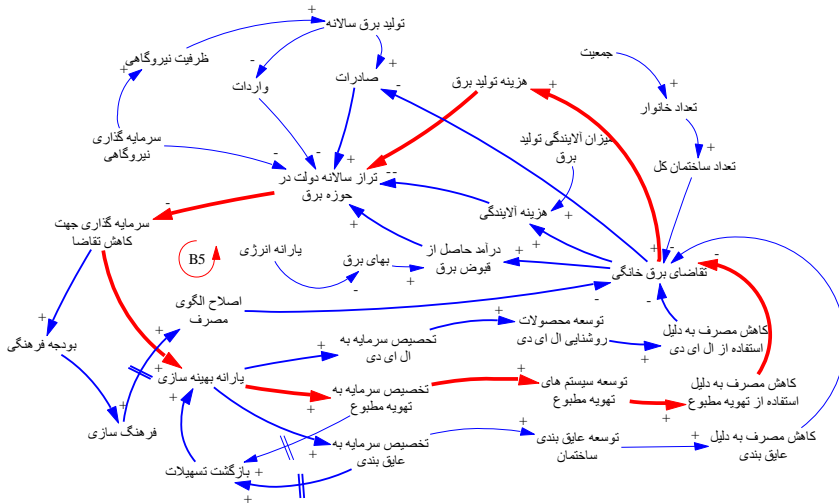 تولید برق سالانه
جمعیت
ظرفیت نیروگاهی
واردات
صادرات
هزینه تولید برق
تعداد خانوار
سرمایه گذاری
نیروگاهی
میزان آلایندگی تولید
برق
تعداد ساختمان کل
تراز سالانه دولت در
حوزه برق
هزینه آلایندگی
سرمایه گذاری جهت
کاهش تقاضا
B5
یارانه انرژی
بهای برق
درآمد حاصل از
قبوض برق
تقاضای برق خانگی
اصلاح الگوی
مصرف
بودجه فرهنگی
تخصیص سرمایه به
ال ای دی
توسعه محصولات
روشنایی ال ای دی
کاهش مصرف به دلیل
استفاده از ال ای دی
یارانه بهینه سازی
تخصیص سرمایه به
تهویه مطبوع
توسعه سیستم های
تهویه مطبوع
کاهش مصرف به دلیل
استفاده از تهویه مطبوع
فرهنگ سازی
تخصیص سرمایه به
عایق بندی
توسعه عایق بندی
ساختمان
کاهش مصرف به دلیل
عایق بندی
بازگشت تسهیلات